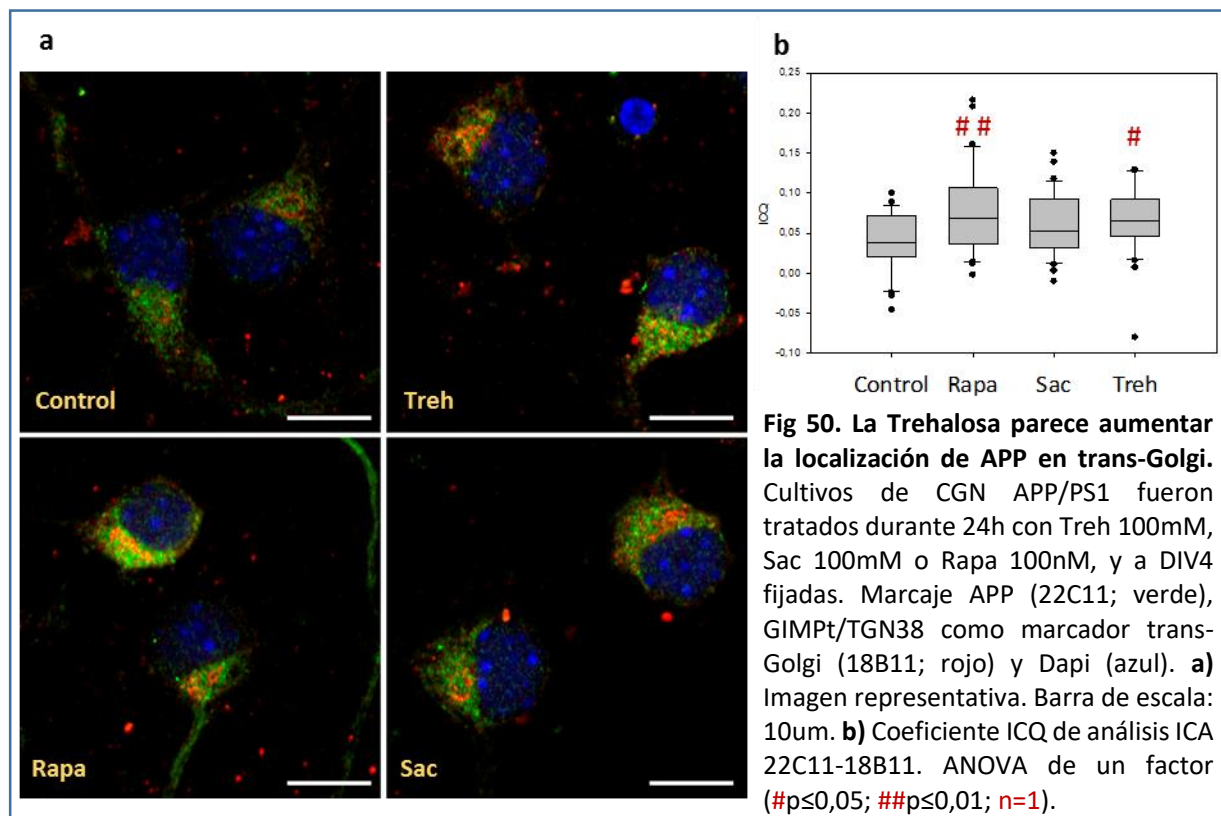 a
Control
Treh
Rapa
Sac
b
0,25
0,20
0,15
0,10
0,05
0,00
-0,05
-0,10
ICQ
# #
#
Control Rapa Sac Treh
Fig 50. La Trehalosa parece aumentar
la localización de APP en trans-Golgi.
Cultivos de CGN APP/PS1 fueron
tratados durante 24h con Treh 100mM,
Sac 100mM o Rapa 100nM, y a DIV4
fijadas. Marcaje APP (22C11; verde),
GIMPt/TGN38 como marcador trans-
Golgi (18B11; rojo) y Dapi (azul). a)
Imagen representativa. Barra de escala:
10um. b) Coeficiente ICQ de análisis ICA
22C11-18B11. ANOVA de un factor
(#p≤0,05; ##p≤0,01; n=1).